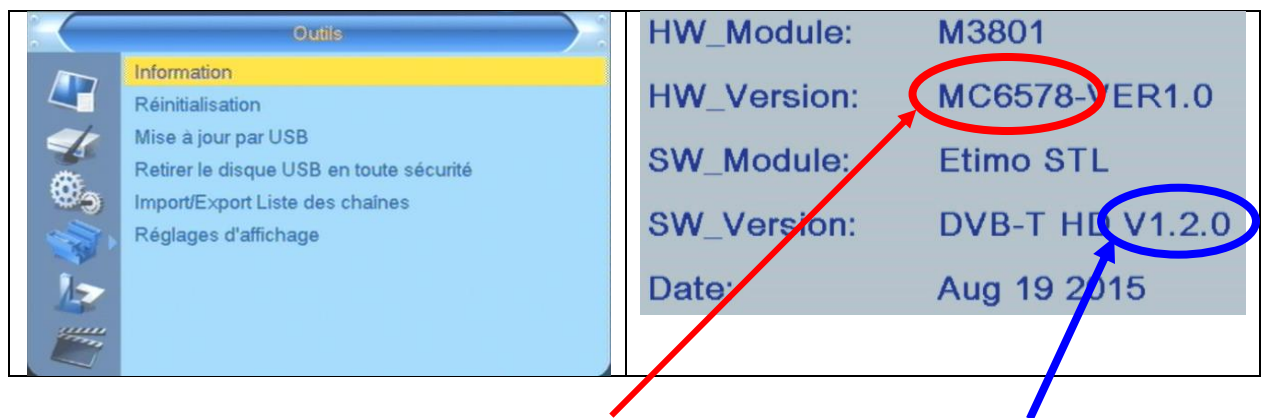 Outils
Information
Réinitialisation
Mise à jour par USB
Retirer le disque USB en toute sécurité
Import/Export Liste des chaînes
Réglages d'affichage
HW_Module: M3801
HW_Version: MC6578-VER1.0
SW_Module: Etimo STL
SW_Version: DVB-T HD V1.2.0
Date: Aug 19 2015